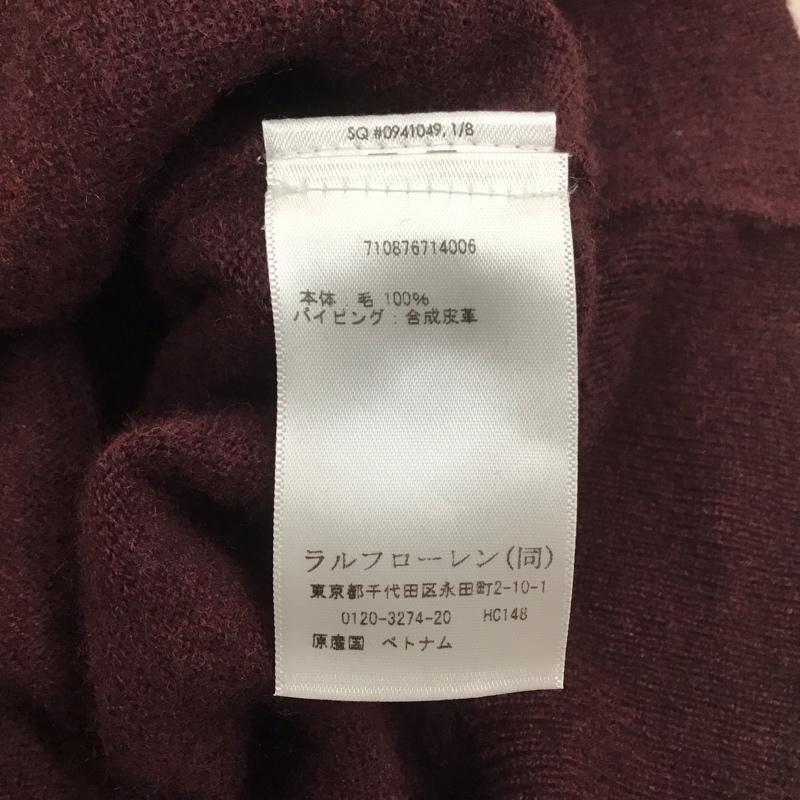 SQ #0941049, 1/8
710876714006
本体：毛 100%
パイピング：合成皮革
ラルフローレン(同)
東京都千代田区永田町2-10-1
0120-3274-20 HC148
原産国 ベトナム